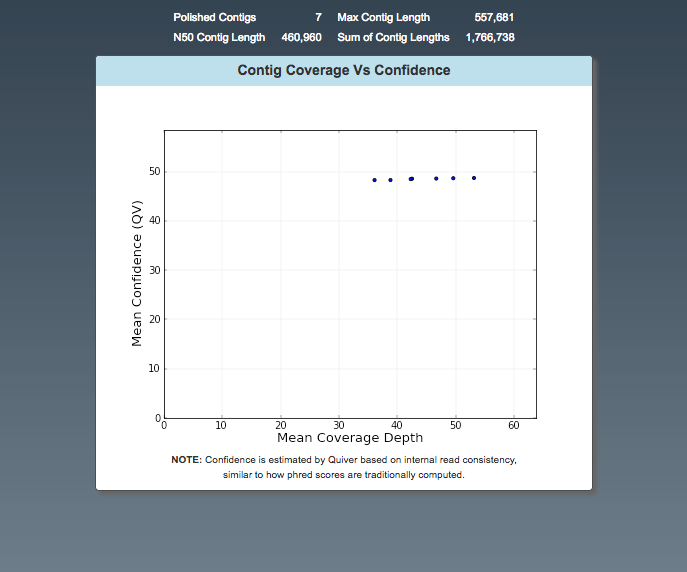 Polished Contigs 7 Max Contig Length 557,681
N50 Contig Length 460,960 Sum of Contig Lengths 1,766,738
Contig Coverage Vs Confidence
50
40
30
20
10
0
Mean Confidence (QV)
0 10 20 30 40 50 60
Mean Coverage Depth
NOTE: Confidence is estimated by Quiver based on internal read consistency,
similar to how phred scores are traditionally computed.